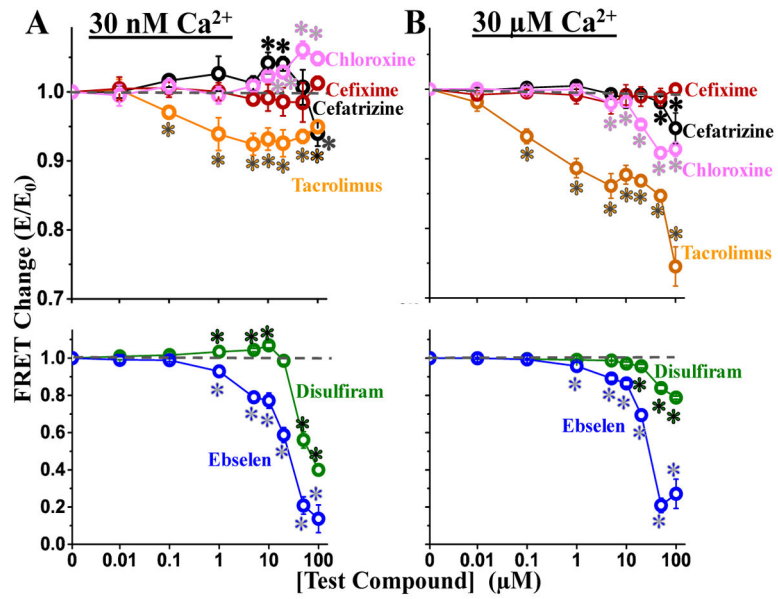 A 30 nM Ca²⁺
B 30 μM Ca²⁺
FRET Change (E/E₀)
1.0
0.9
0.8
0.7
Chloroxine
Cefixime
Cefatrizine
Tacrolimus
Cefixime
Cefatrizine
Chloroxine
Tacrolimus
1.0
0.8
0.6
0.4
0.2
0.0
Disulfiram
Ebselen
Disulfiram
Ebselen
0 0.01 0.1 1 10 100
0 0.01 0.1 1 10 100
[Test Compound] (μM)